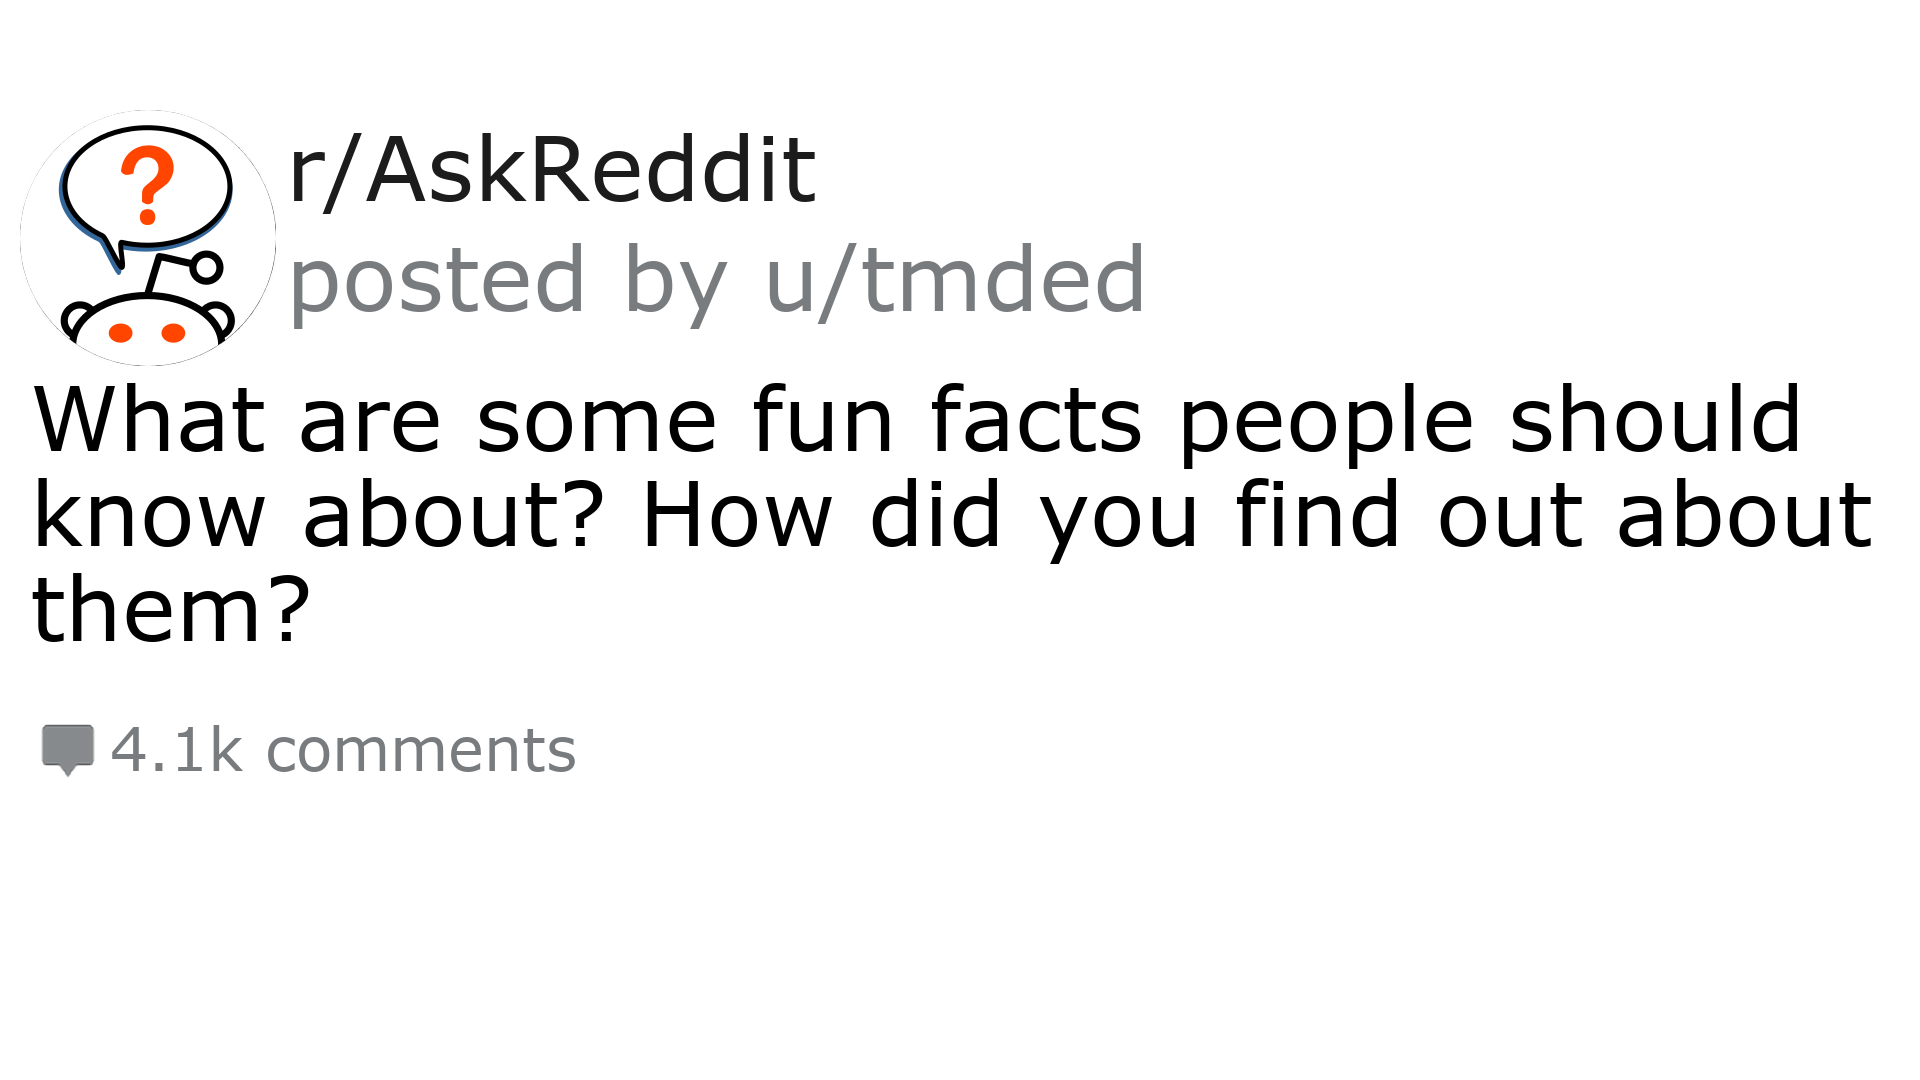 r/AskReddit
posted by u/tmded
What are some fun facts people should
know about? How did you find out about
them?
4.1k comments